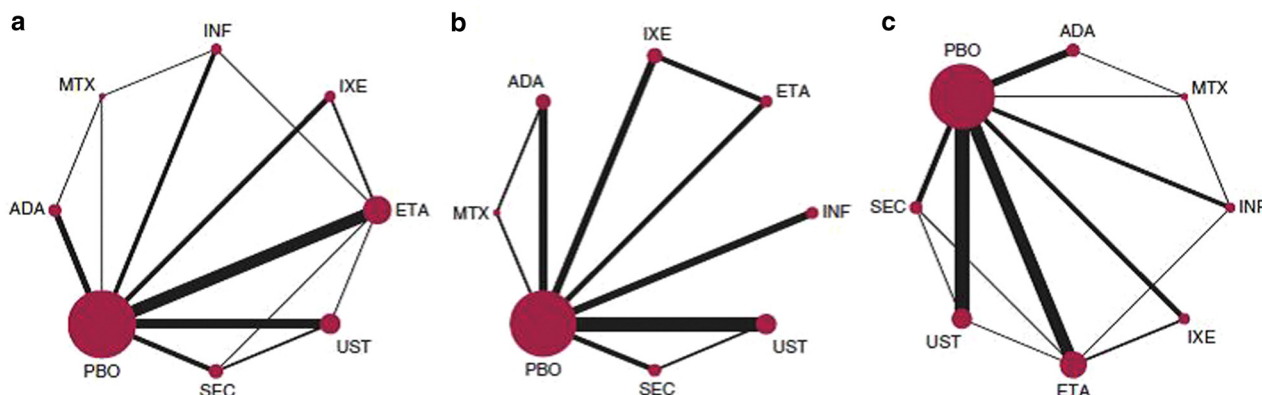 a
INF
IXE
MTX
ADA
ETA
UST
PBO
SEC
b
IXE
ADA
ETA
MTX
INF
UST
PBO
SEC
c
ADA
PBO
MTX
SEC
INF
UST
IXE
ETA